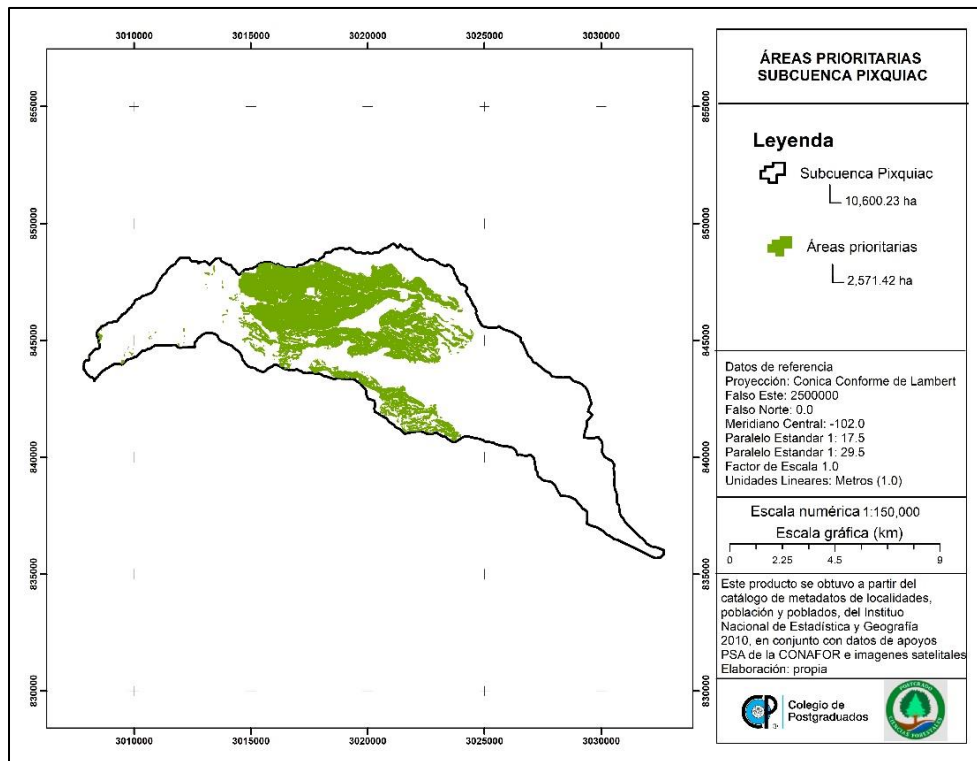 3010000 3015000 3020000 3025000 3030000
855000 855000
850000 850000
845000 845000
840000 840000
835000 835000
830000 830000
3010000 3015000 3020000 3025000 3030000
ÁREAS PRIORITARIAS
SUBCUENCA PIXQUIAC
Leyenda
Subcuenca Pixquiac
10,600.23 ha
Áreas prioritarias
2,571.42 ha
Datos de referencia
Proyección: Conica Conforme de Lambert
Falso Este: 2500000
Falso Norte: 0.0
Meridiano Central: -102.0
Paralelo Estandar 1: 17.5
Paralelo Estandar 1: 29.5
Factor de Escala 1.0
Unidades Lineares: Metros (1.0)
Escala numérica 1:150,000
Escala gráfica (km)
0 2.25 4.5 9
Este producto se obtuvo a partir del
catálogo de metadatos de localidades,
población y poblados, del Instituo
Nacional de Estadística y Geografía
2010, en conjunto con datos de apoyos
PSA de la CONAFOR e imagenes satelitales
Elaboración: propia
CP
Colegio de
Postgraduados
POSTGRADO
CIENCIAS FORESTALES